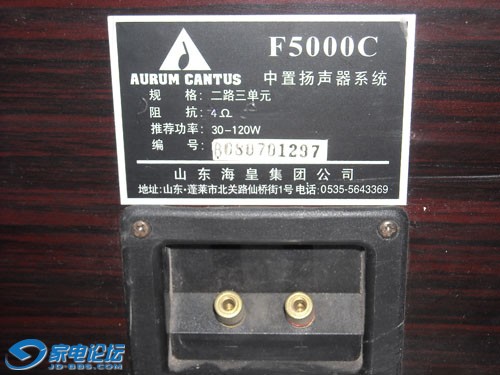 F5000C
AURUM CANTUS 中置扬声器系统
规 格: 二路三单元
阻 抗: 4Ω
推荐功率: 30-120W
编 号: B080701297
山东海皇集团公司
地址: 山东·蓬莱市北关路仙桥街1号 电话: 0535-5643369
家电论坛
JD-BBS.COM